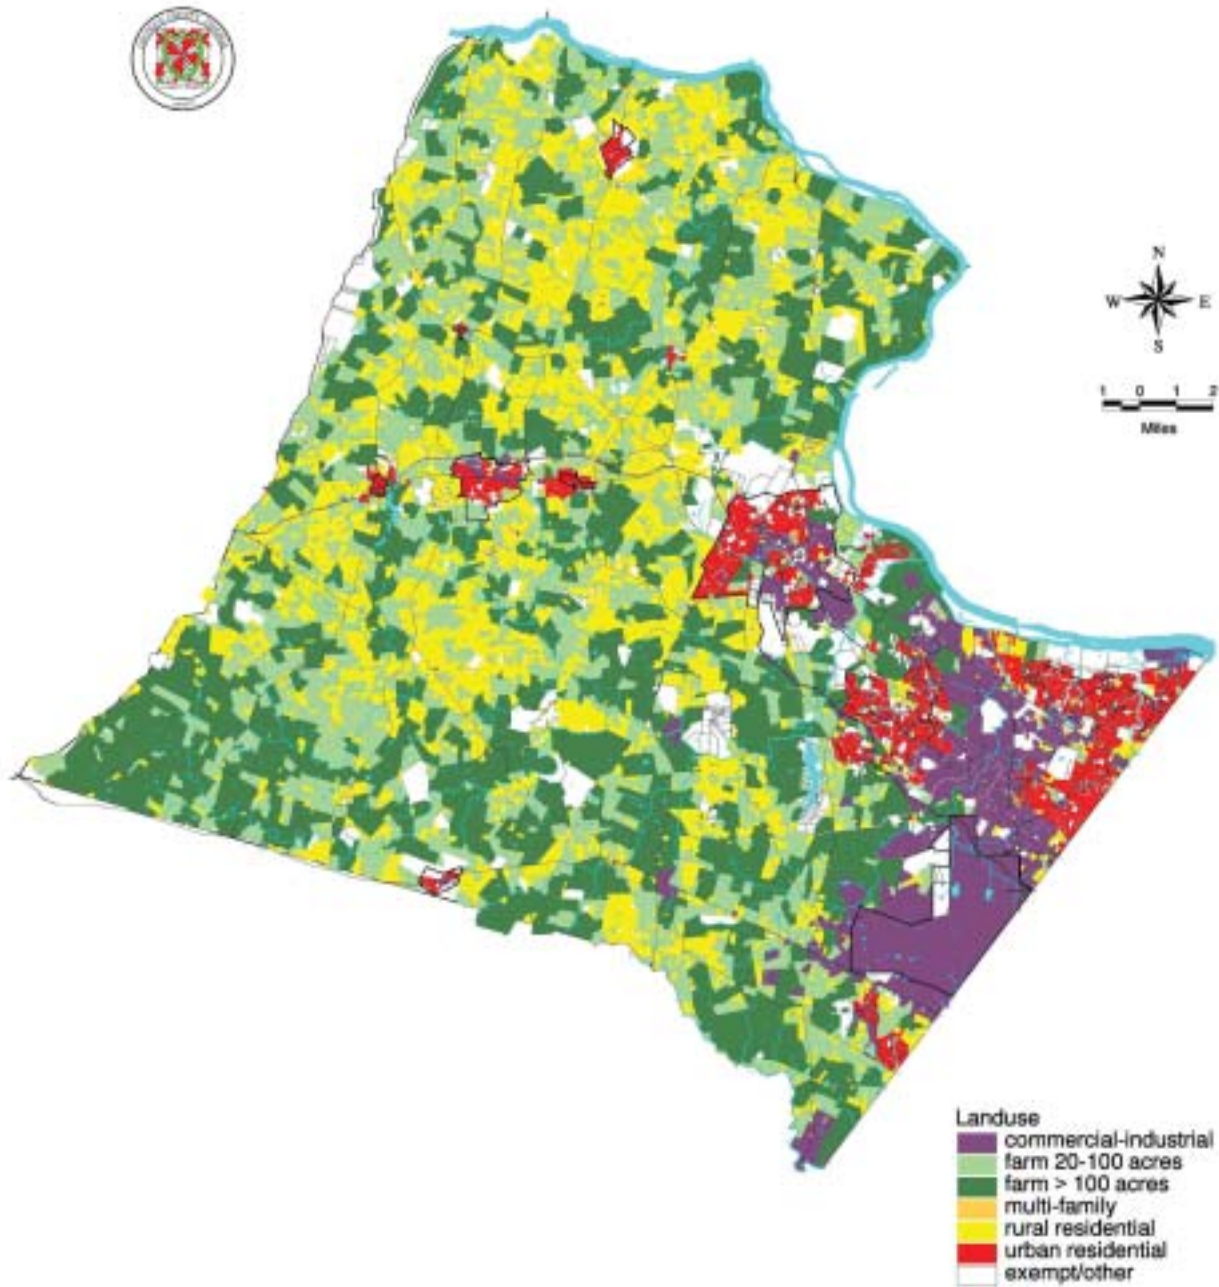 N
W E
S
1 0 1 2
Miles
Landuse
commercial-industrial
farm 20-100 acres
farm > 100 acres
multi-family
rural residential
urban residential
exempt/other